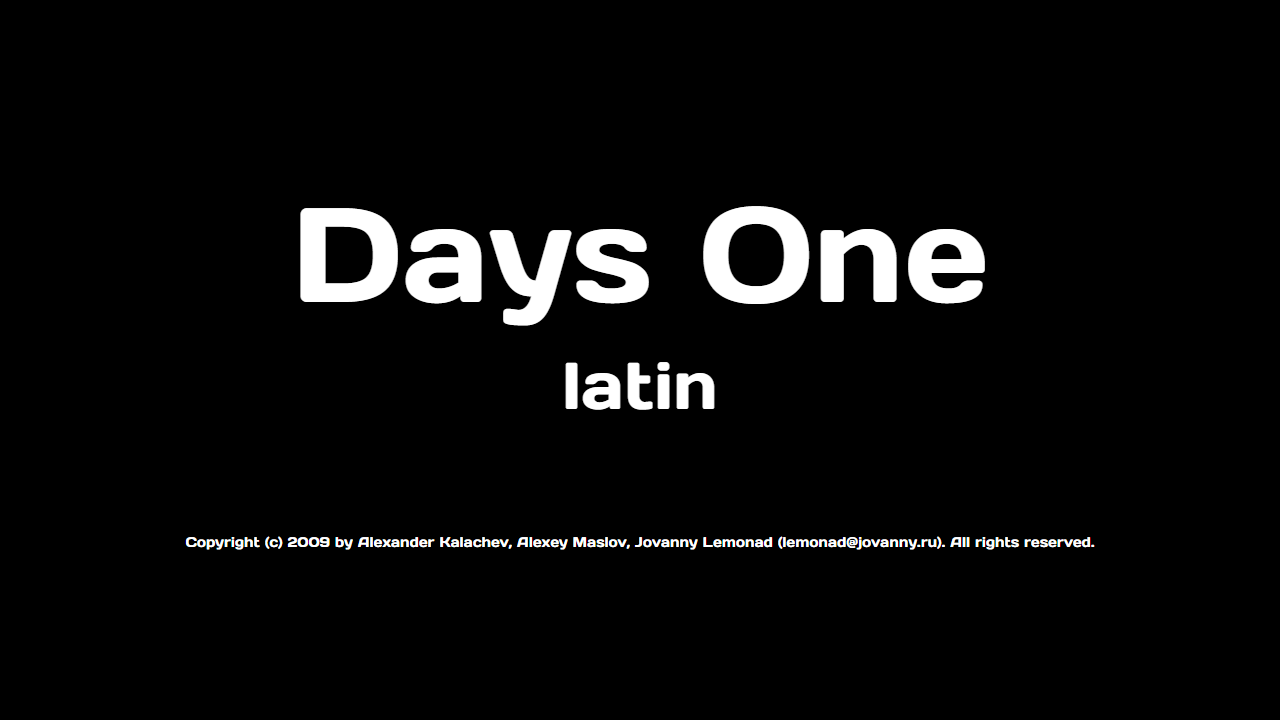 Days One
latin
Copyright (c) 2009 by Alexander Kalachev, Alexey Maslov, Jovanny Lemonad (lemonad@jovanny.ru). All rights reserved.